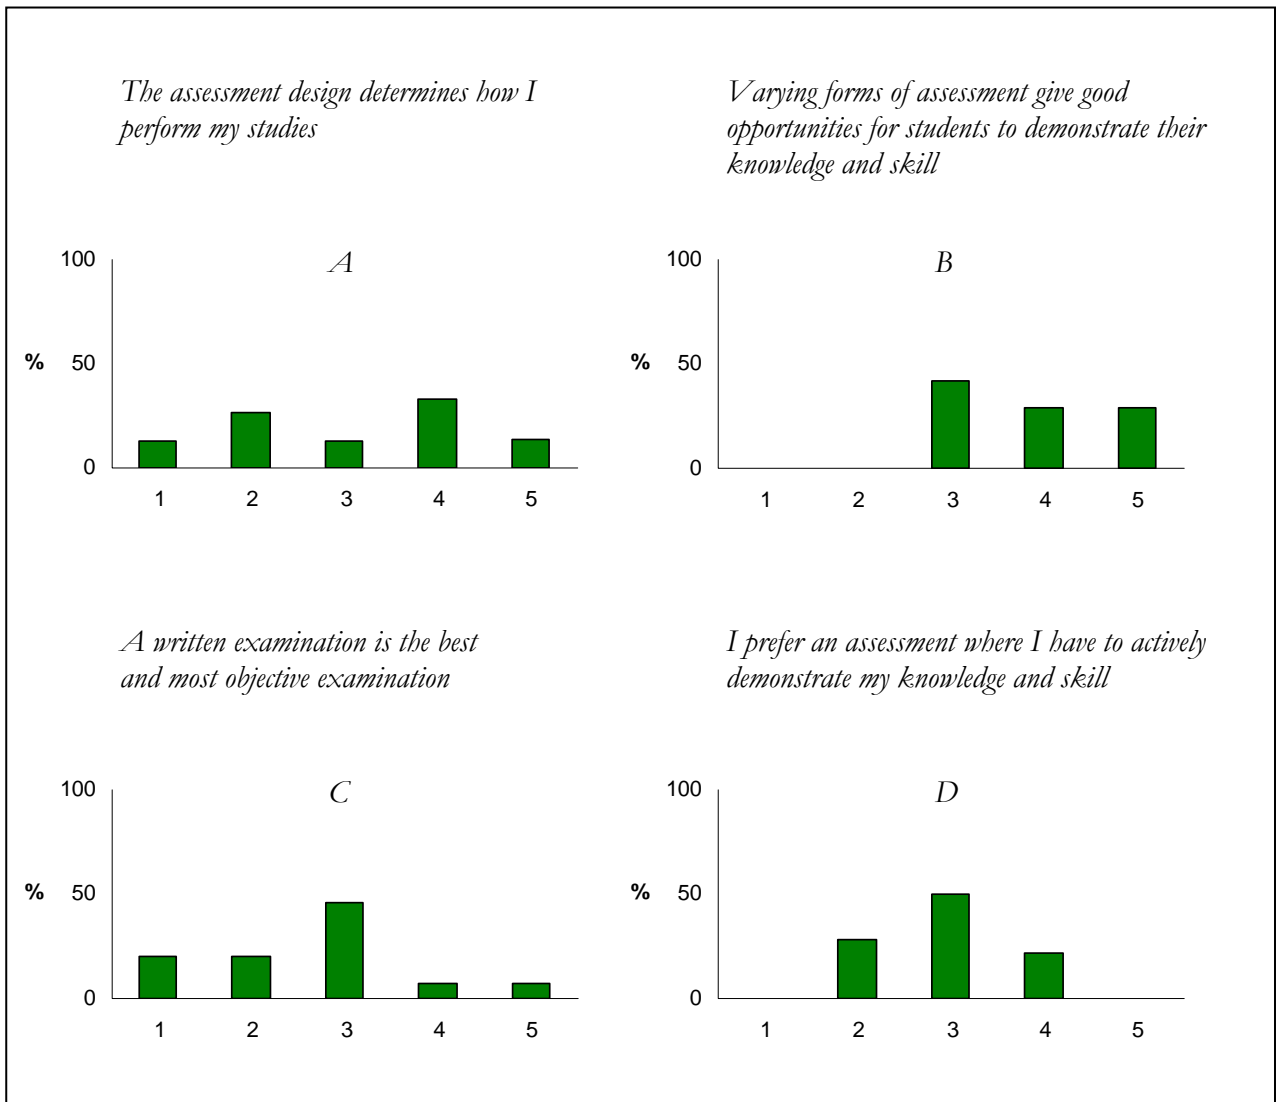 The assessment design determines how I
perform my studies
Varying forms of assessment give good
opportunities for students to demonstrate their
knowledge and skill
A
100
% 50
0
1 2 3 4 5
B
100
% 50
0
1 2 3 4 5
A written examination is the best
and most objective examination
I prefer an assessment where I have to actively
demonstrate my knowledge and skill
C
100
% 50
0
1 2 3 4 5
D
100
% 50
0
1 2 3 4 5